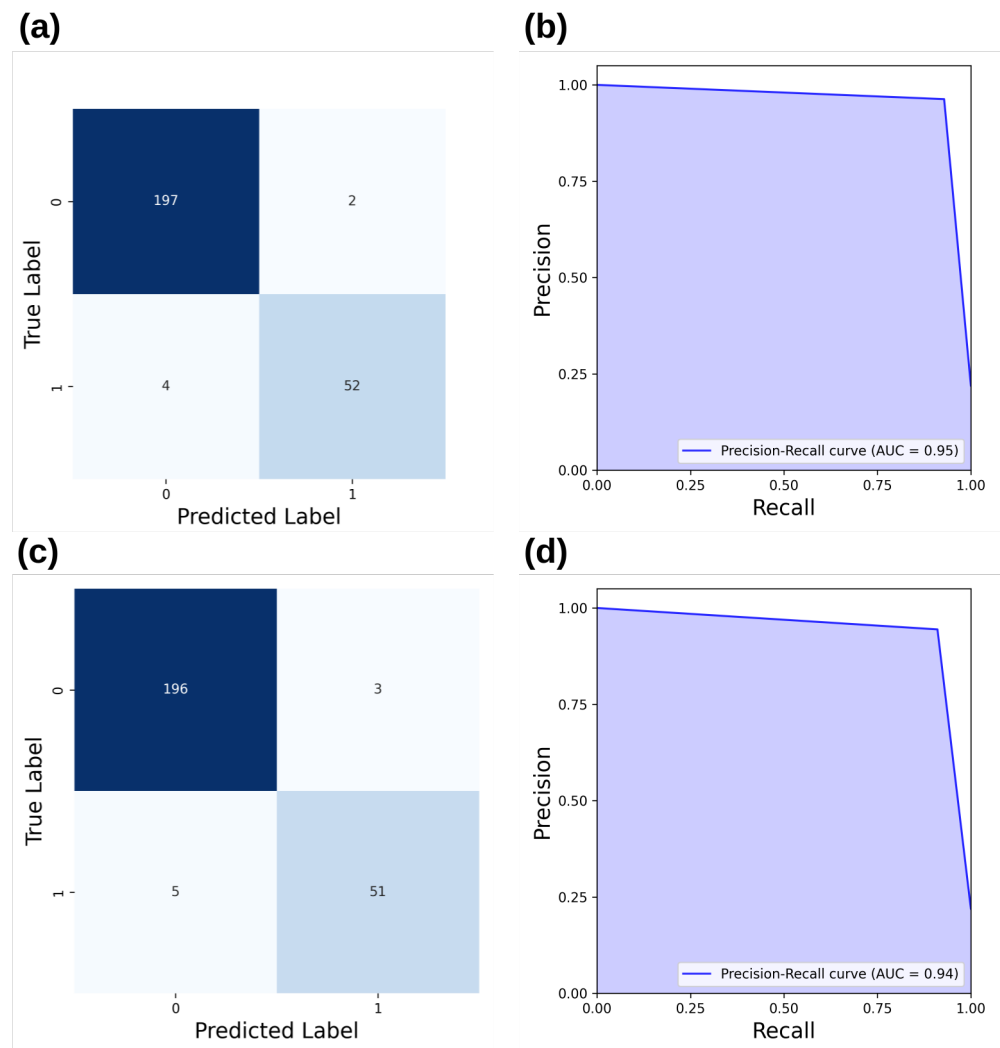 (a)
True Label
0
197
2
1
4
52
0
1
Predicted Label
(b)
Precision
1.00
0.75
0.50
0.25
0.00
Precision-Recall curve (AUC = 0.95)
0.00 0.25 0.50 0.75 1.00
Recall
(c)
True Label
0
196
3
1
5
51
0
1
Predicted Label
(d)
Precision
1.00
0.75
0.50
0.25
0.00
Precision-Recall curve (AUC = 0.94)
0.00 0.25 0.50 0.75 1.00
Recall